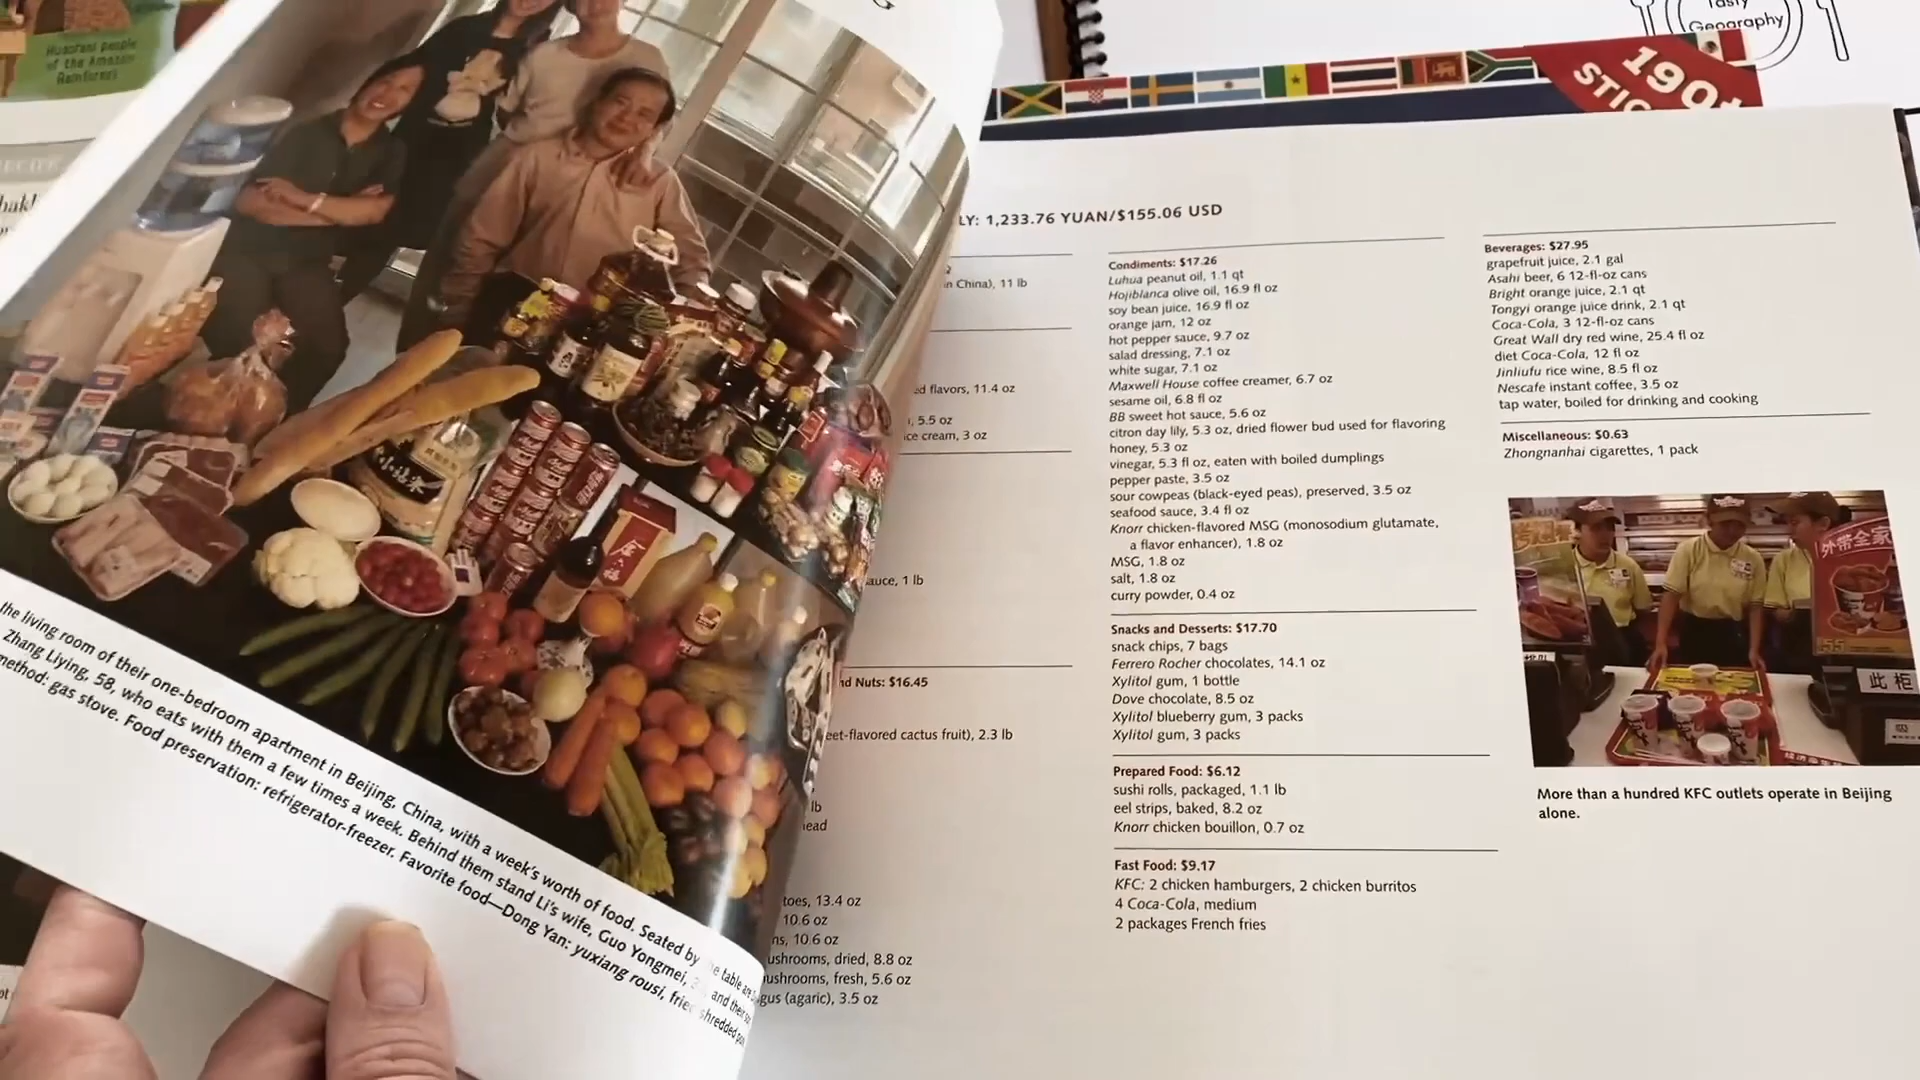 Huaorani people
of the Amazon
Rainforest
Tasty
Geography
190+
the living room of their one-bedroom apartment in Beijing, China, with a week's worth of food. Seated by the table are
Zhang Liying, 58, who eats with them a few times a week. Behind them stand Li's wife, Guo Yongmei, and their
method: gas stove. Food preservation: refrigerator-freezer. Favorite food—Dong Yan: yuxiang rousi, fried shredded
小站米
LY: 1,233.76 YUAN/$155.06 USD
in China), 11 lb
ed flavors, 11.4 oz
, 5.5 oz
ice cream, 3 oz
auce, 1 lb
nd Nuts: $16.45
eet-flavored cactus fruit), 2.3 lb
lb
ead
toes, 13.4 oz
10.6 oz
ns, 10.6 oz
ushrooms, dried, 8.8 oz
ushrooms, fresh, 5.6 oz
gus (agaric), 3.5 oz
Condiments: $17.26
Luhua peanut oil, 1.1 qt
Hojiblanca olive oil, 16.9 fl oz
soy bean juice, 16.9 fl oz
orange jam, 12 oz
hot pepper sauce, 9.7 oz
salad dressing, 7.1 oz
white sugar, 7.1 oz
Maxwell House coffee creamer, 6.7 oz
sesame oil, 6.8 fl oz
BB sweet hot sauce, 5.6 oz
citron day lily, 5.3 oz, dried flower bud used for flavoring
honey, 5.3 oz
vinegar, 5.3 fl oz, eaten with boiled dumplings
pepper paste, 3.5 oz
sour cowpeas (black-eyed peas), preserved, 3.5 oz
seafood sauce, 3.4 fl oz
Knorr chicken-flavored MSG (monosodium glutamate,
a flavor enhancer), 1.8 oz
MSG, 1.8 oz
salt, 1.8 oz
curry powder, 0.4 oz
Snacks and Desserts: $17.70
snack chips, 7 bags
Ferrero Rocher chocolates, 14.1 oz
Xylitol gum, 1 bottle
Dove chocolate, 8.5 oz
Xylitol blueberry gum, 3 packs
Xylitol gum, 3 packs
Prepared Food: $6.12
sushi rolls, packaged, 1.1 lb
eel strips, baked, 8.2 oz
Knorr chicken bouillon, 0.7 oz
Fast Food: $9.17
KFC: 2 chicken hamburgers, 2 chicken burritos
4 Coca-Cola, medium
2 packages French fries
Beverages: $27.95
grapefruit juice, 2.1 gal
Asahi beer, 6 12-fl-oz cans
Bright orange juice, 2.1 qt
Tongyi orange juice drink, 2.1 qt
Coca-Cola, 3 12-fl-oz cans
Great Wall dry red wine, 25.4 fl oz
diet Coca-Cola, 12 fl oz
Jinliufu rice wine, 8.5 fl oz
Nescafe instant coffee, 3.5 oz
tap water, boiled for drinking and cooking
Miscellaneous: $0.63
Zhongnanhai cigarettes, 1 pack
外带全家
此柜
More than a hundred KFC outlets operate in Beijing
alone.